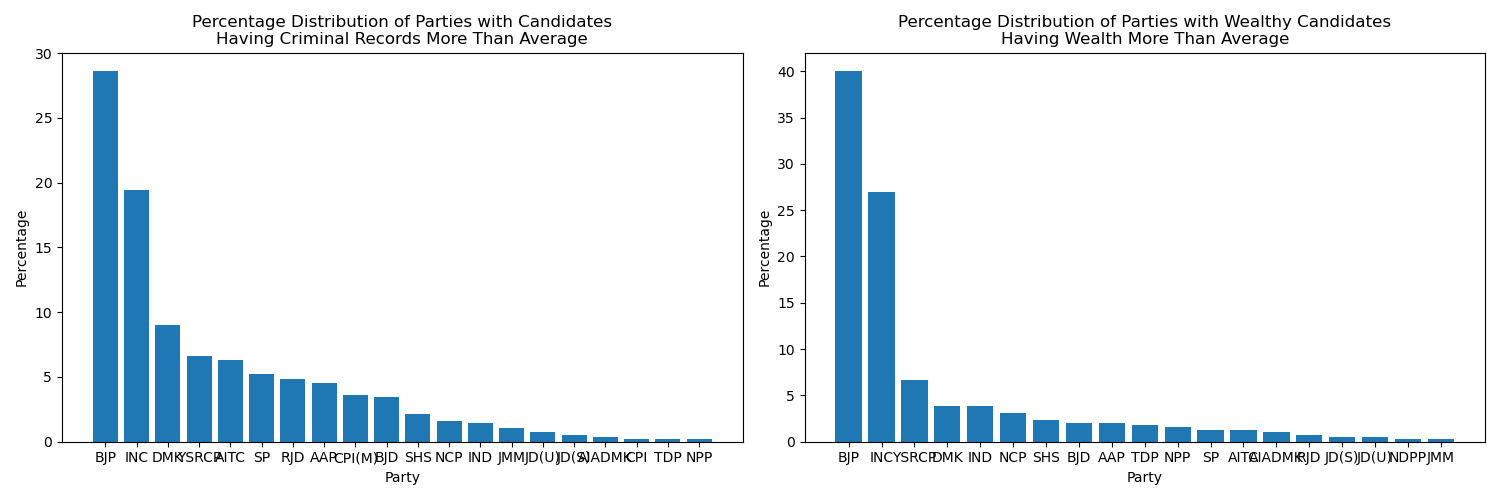 Percentage Distribution of Parties with Candidates
Having Criminal Records More Than Average
Percentage
30
25
20
15
10
5
0
BJP INC DMK YSRCP AITC SP RJD AAP CPI(M) BJD SHS NCP IND JMM JD(U) JD(S) AIADMK CPI TDP NPP
Party
Percentage Distribution of Parties with Wealthy Candidates
Having Wealth More Than Average
Percentage
40
35
30
25
20
15
10
5
0
BJP INC YSRCP DMK IND NCP SHS BJD AAP TDP NPP SP AITC AIADMK RJD JD(S) JD(U) NDPP JMM
Party